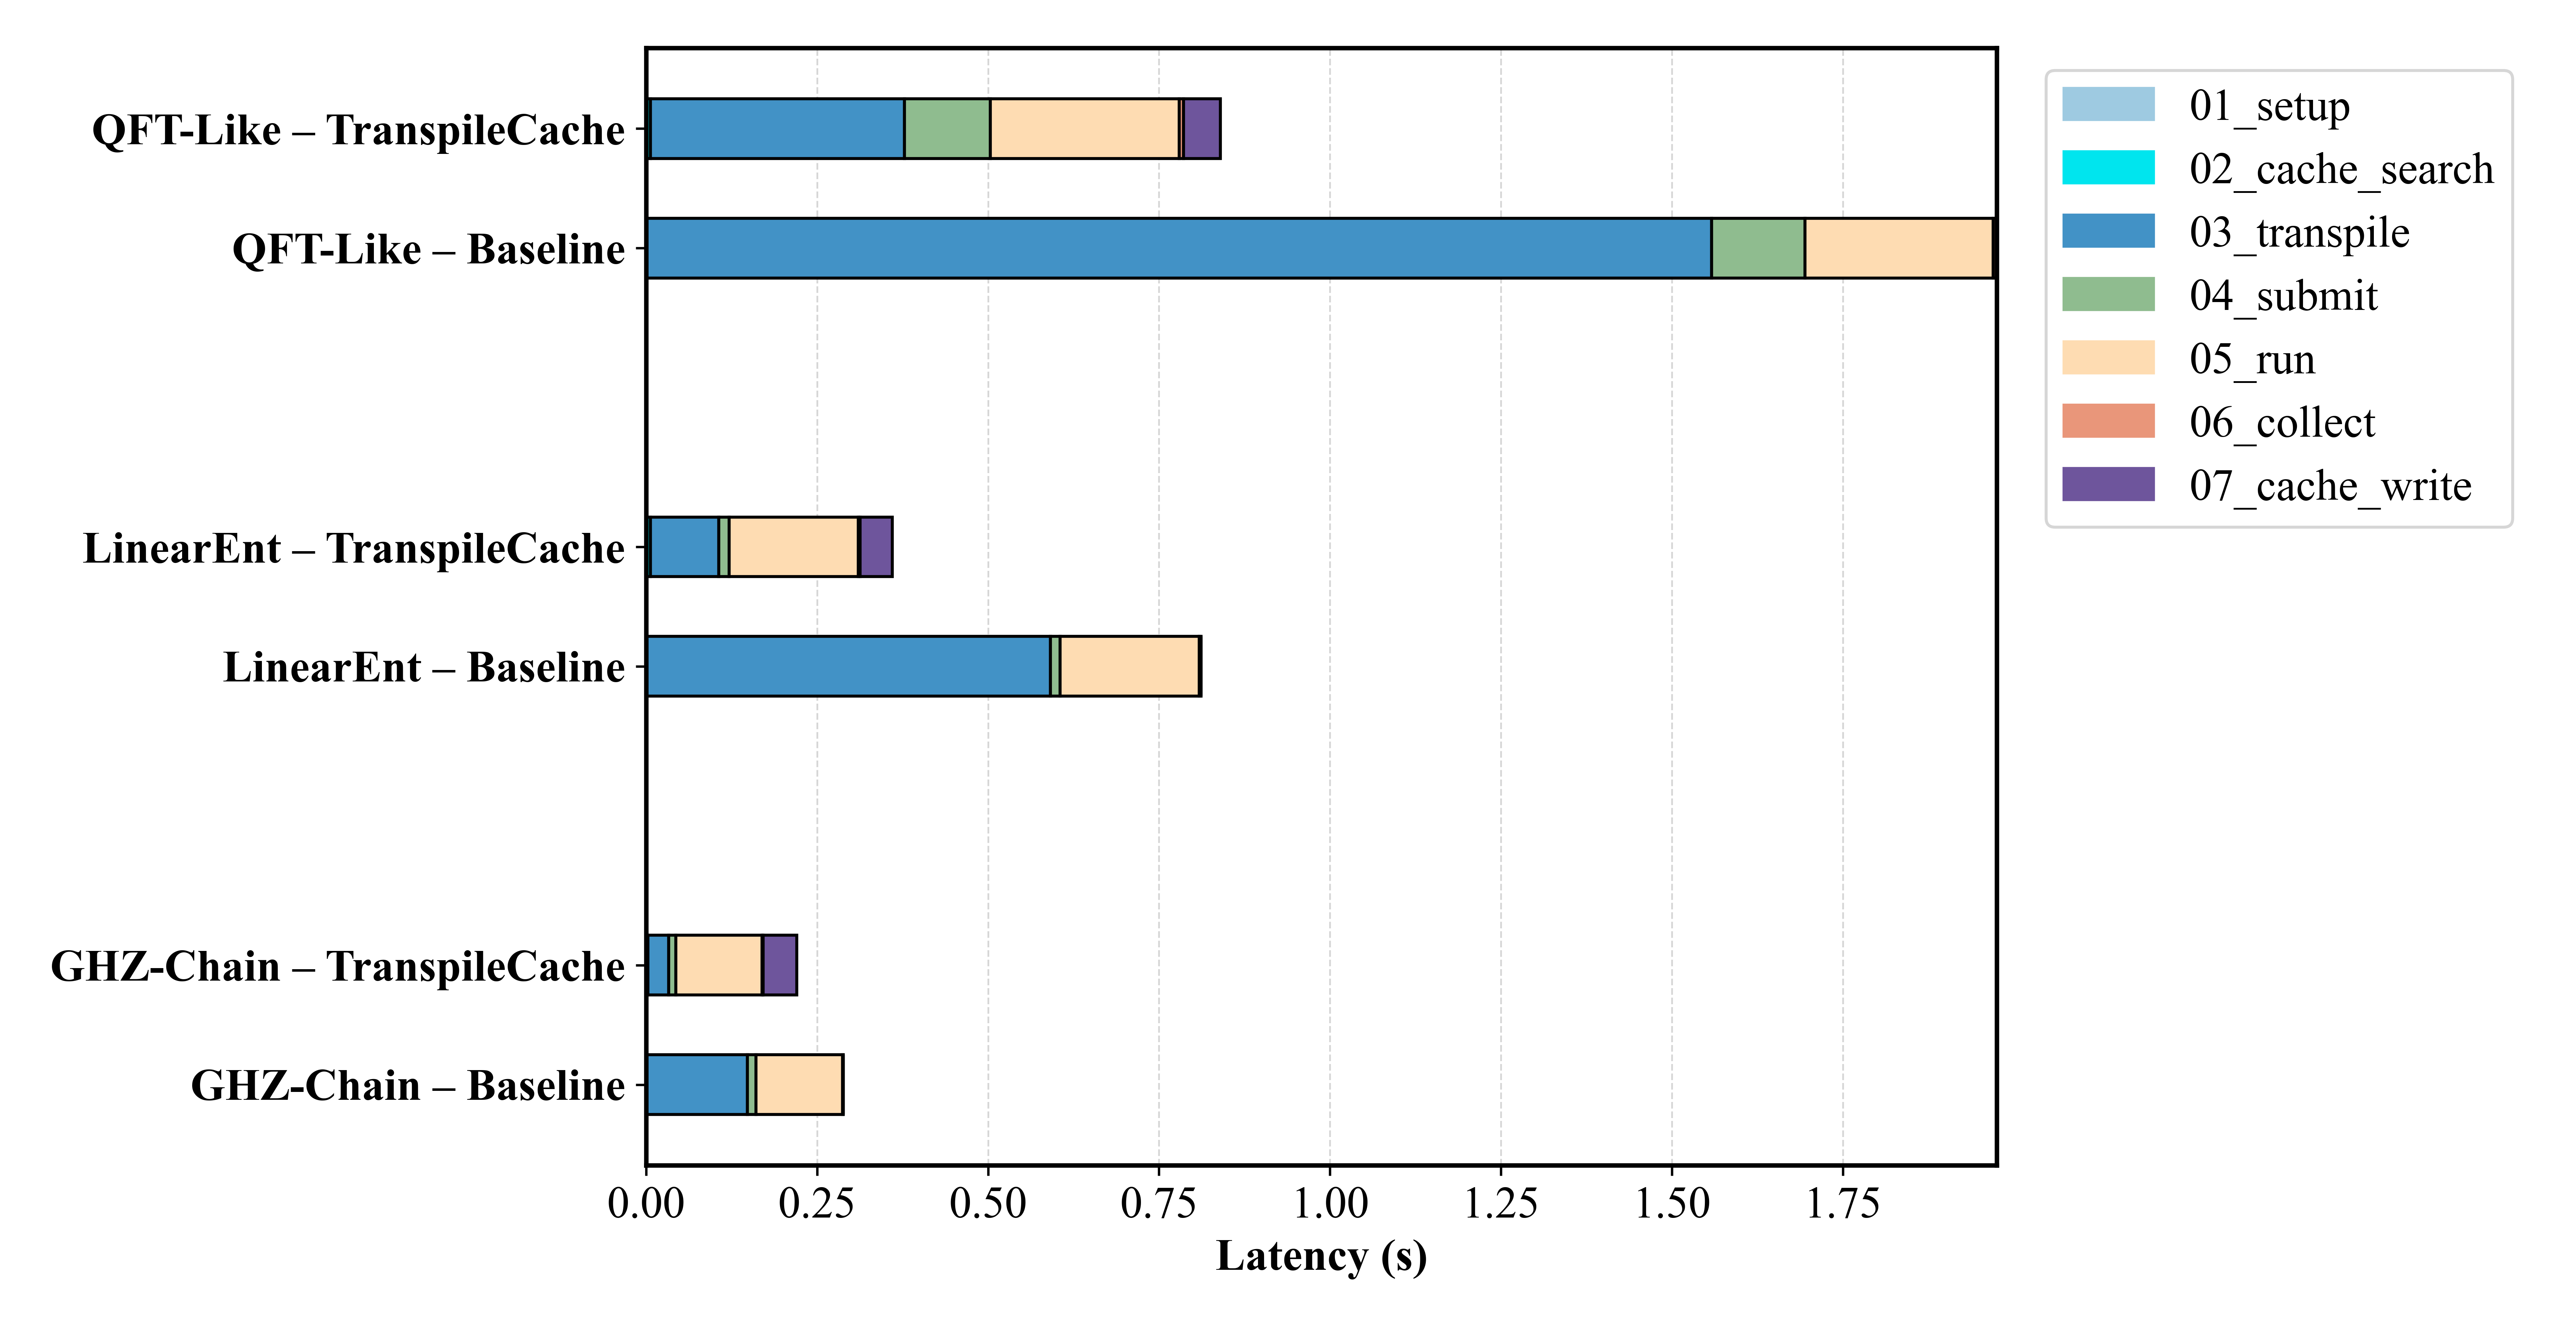 QFT-Like – TranspileCache
QFT-Like – Baseline
LinearEnt – TranspileCache
LinearEnt – Baseline
GHZ-Chain – TranspileCache
GHZ-Chain – Baseline
0.00 0.25 0.50 0.75 1.00 1.25 1.50 1.75
Latency (s)
01_setup
02_cache_search
03_transpile
04_submit
05_run
06_collect
07_cache_write